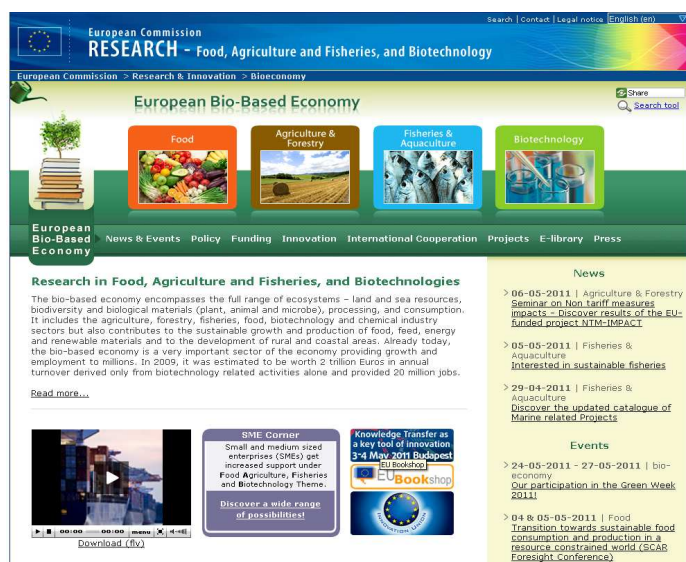 Search | Contact | Legal notice English (en)
European Commission
RESEARCH - Food, Agriculture and Fisheries, and Biotechnology
European Commission > Research & Innovation > Bioeconomy
European Bio-Based Economy
Share
Search tool
Food
Agriculture &
Forestry
Fisheries &
Aquaculture
Biotechnology
European
Bio-Based
Economy
News & Events Policy Funding Innovation International Cooperation Projects E-library Press
Research in Food, Agriculture and Fisheries, and Biotechnologies
The bio-based economy encompasses the full range of ecosystems – land and sea resources,
biodiversity and biological materials (plant, animal and microbe), processing, and consumption.
It includes the agriculture, forestry, fisheries, food, biotechnology and chemical industry
sectors but also contributes to the sustainable growth and production of food, feed, energy
and renewable materials and to the development of rural and coastal areas. Already today,
the bio-based economy is a very important sector of the economy providing growth and
employment to millions. In 2009, it was estimated to be worth 2 trillion Euros in annual
turnover derived only from biotechnology related activities alone and provided 20 million jobs.
Read more...
00:00 00:00 menu
Download (flv)
SME Corner
Small and medium sized
enterprises (SMEs) get
increased support under
Food Agriculture, Fisheries
and Biotechnology Theme.
Discover a wide range
of possibilities!
Knowledge Transfer as
a key tool of innovation
3-4 May 2011 Budapest
EU Bookshop
EU Bookshop
INNOVATION UNION
News
> 06-05-2011 | Agriculture & Forestry
Seminar on Non tariff measures
impacts – Discover results of the EU-
funded project NTM-IMPACT
> 05-05-2011 | Fisheries &
Aquaculture
Interested in sustainable fisheries
> 29-04-2011 | Fisheries &
Aquaculture
Discover the updated catalogue of
Marine related Projects
Events
> 24-05-2011 - 27-05-2011 | bio-
economy
Our participation in the Green Week
2011!
> 04 & 05-05-2011 | Food
Transition towards sustainable food
consumption and production in a
resource constrained world (SCAR
Foresight Conference)